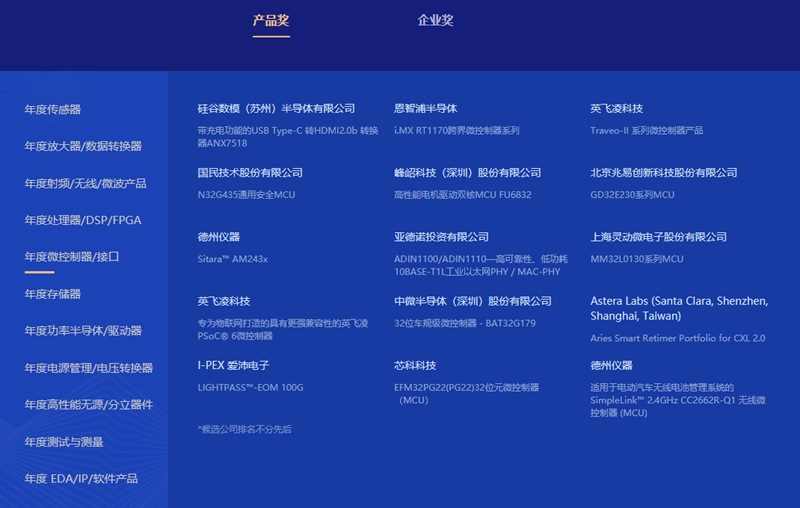 产品奖
企业奖
年度传感器
年度放大器/数据转换器
年度射频/无线/微波产品
年度处理器/DSP/FPGA
年度微控制器/接口
年度存储器
年度功率半导体/驱动器
年度电源管理/电压转换器
年度高性能无源/分立器件
年度测试与测量
年度 EDA/IP/软件产品
硅谷数模（苏州）半导体有限公司
带充电功能的USB Type-C 转HDMI2.0b 转换
器ANX7518
恩智浦半导体
i.MX RT1170跨界微控制器系列
英飞凌科技
Traveo-II 系列微控制器产品
国民技术股份有限公司
N32G435通用安全MCU
峰岹科技（深圳）股份有限公司
高性能电机驱动双核MCU FU6832
北京兆易创新科技股份有限公司
GD32E230系列MCU
德州仪器
Sitara™ AM243x
亚德诺投资有限公司
ADIN1100/ADIN1110—高可靠性、低功耗
10BASE-T1L工业以太网PHY / MAC-PHY
上海灵动微电子股份有限公司
MM32L0130系列MCU
英飞凌科技
专为物联网打造的具有更强兼容性的英飞凌
PSoC® 6微控制器
中微半导体（深圳）股份有限公司
32位车规级微控制器 - BAT32G179
Astera Labs (Santa Clara, Shenzhen,
Shanghai, Taiwan)
Aries Smart Retimer Portfolio for CXL 2.0
I-PEX 爱沛电子
LIGHTPASS™-EOM 100G
芯科科技
EFM32PG22(PG22)32位元微控制器
（MCU）
德州仪器
适用于电动汽车无线电池管理系统的
SimpleLink™ 2.4GHz CC2662R-Q1 无线微
控制器 (MCU)
*候选公司排名不分先后